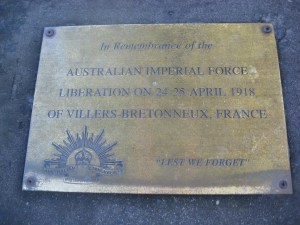 In Remembrance of the
AUSTRALIAN IMPERIAL FORCE
LIBERATION ON 24-25 APRIL 1918
OF VILLERS-BRETONNEUX, FRANCE
"LEST WE FORGET"